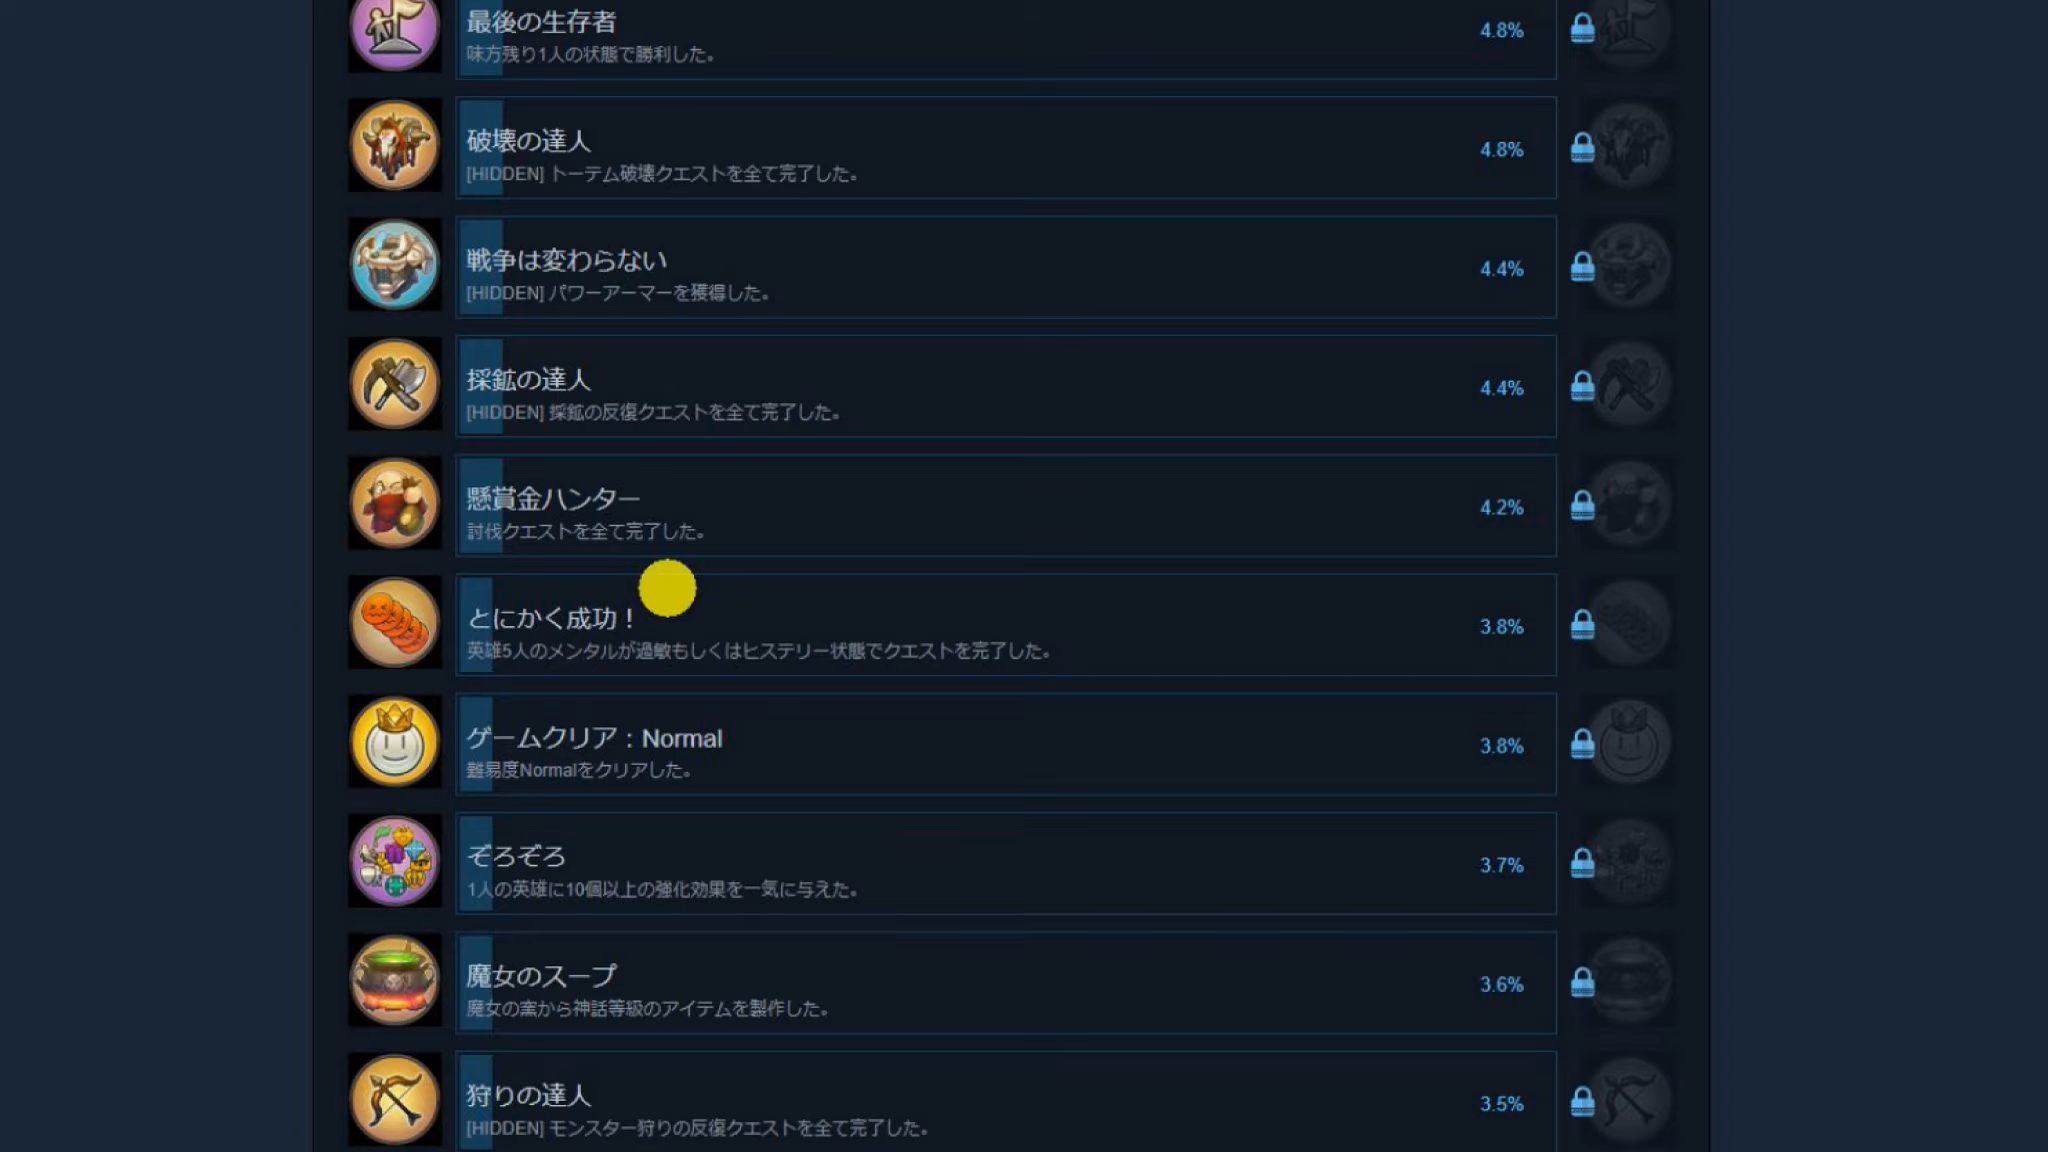 最後の生存者
味方残り1人の状態で勝利した。
4.8%
破壊の達人
[HIDDEN] トーテム破壊クエストを全て完了した。
4.8%
戦争は変わらない
[HIDDEN] パワーアーマーを獲得した。
4.4%
採鉱の達人
[HIDDEN] 採鉱の反復クエストを全て完了した。
4.4%
懸賞金ハンター
討伐クエストを全て完了した。
4.2%
とにかく成功！
英雄5人のメンタルが過敏もしくはヒステリー状態でクエストを完了した。
3.8%
ゲームクリア：Normal
難易度Normalをクリアした。
3.8%
ぞろぞろ
1人の英雄に10個以上の強化効果を一気に与えた。
3.7%
魔女のスープ
魔女の窯から神話等級のアイテムを製作した。
3.6%
狩りの達人
[HIDDEN] モンスター狩りの反復クエストを全て完了した。
3.5%